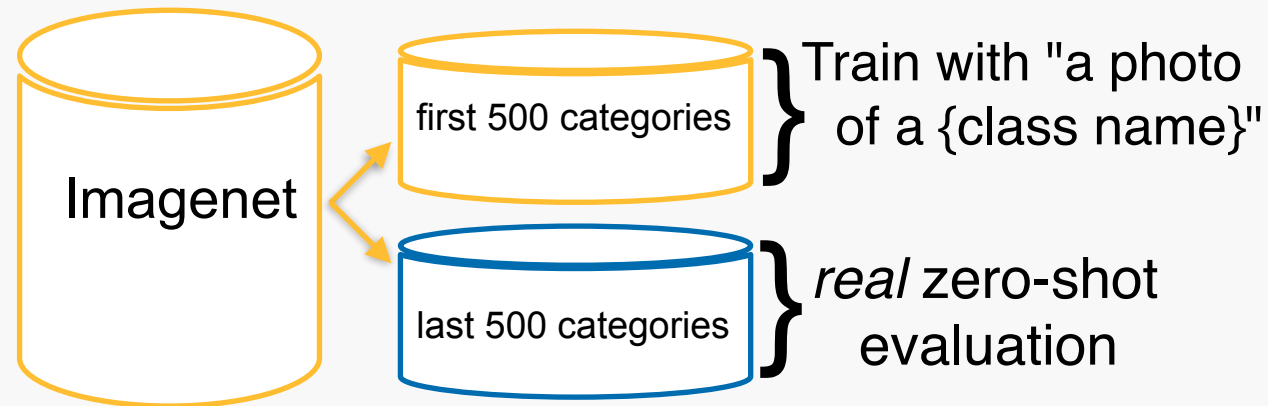 Imagenet
first 500 categories
Train with "a photo
of a {class name}"
last 500 categories
real zero-shot
evaluation